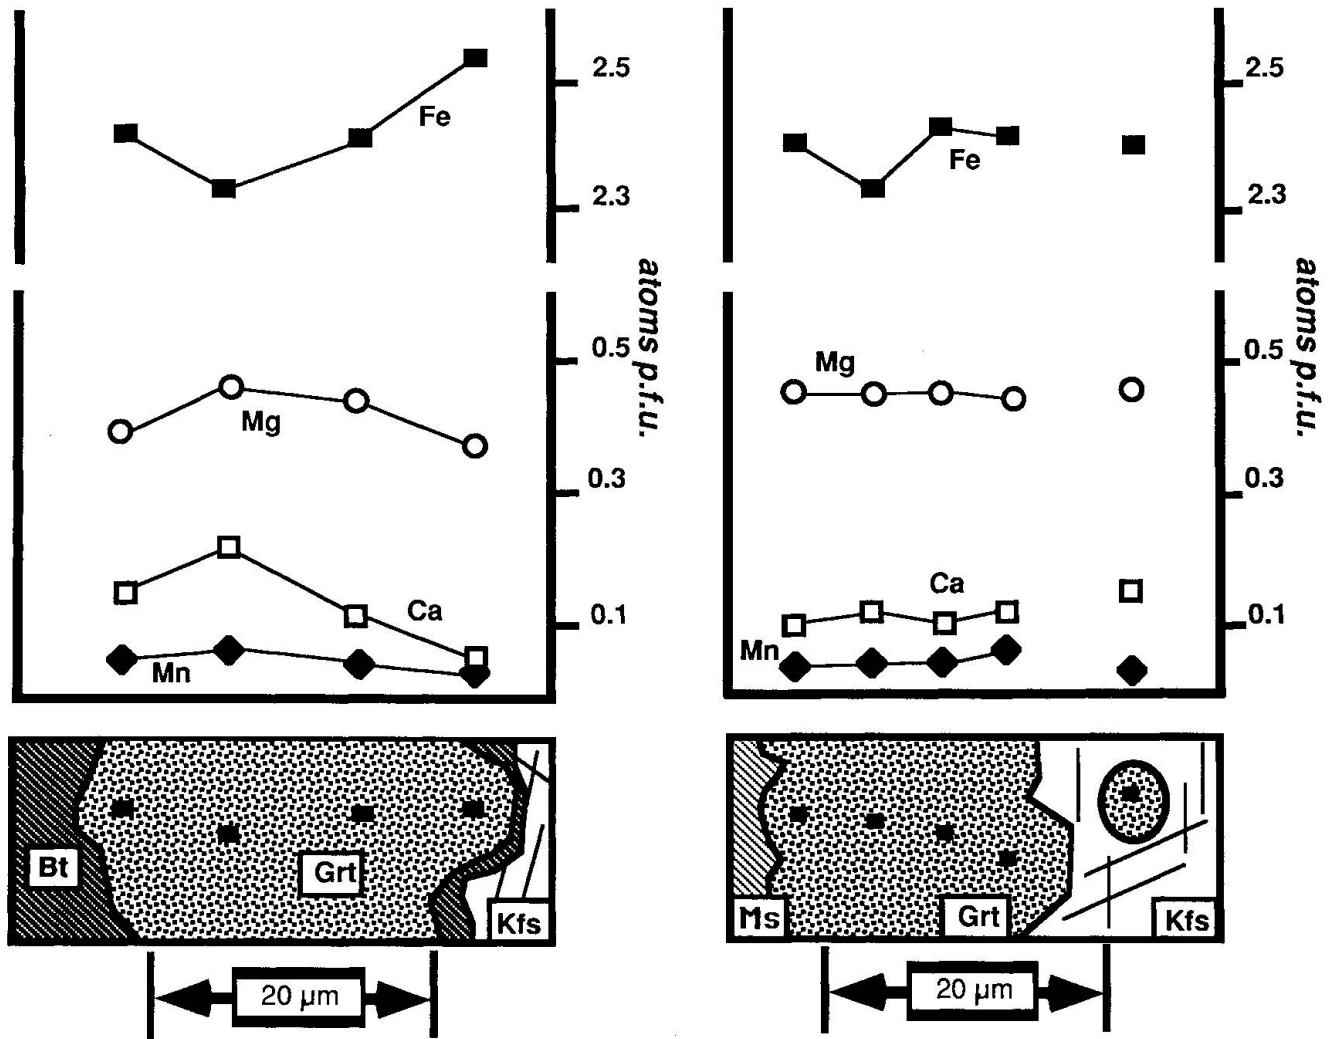 2.5
Fe
2.3
atoms p.f.u.
0.5
Mg
0.3
Ca
0.1
Mn
Bt
Grt
Kfs
20 µm
2.5
Fe
2.3
atoms p.f.u.
Mg
0.5
0.3
Ca
0.1
Mn
Ms
Grt
Kfs
20 µm